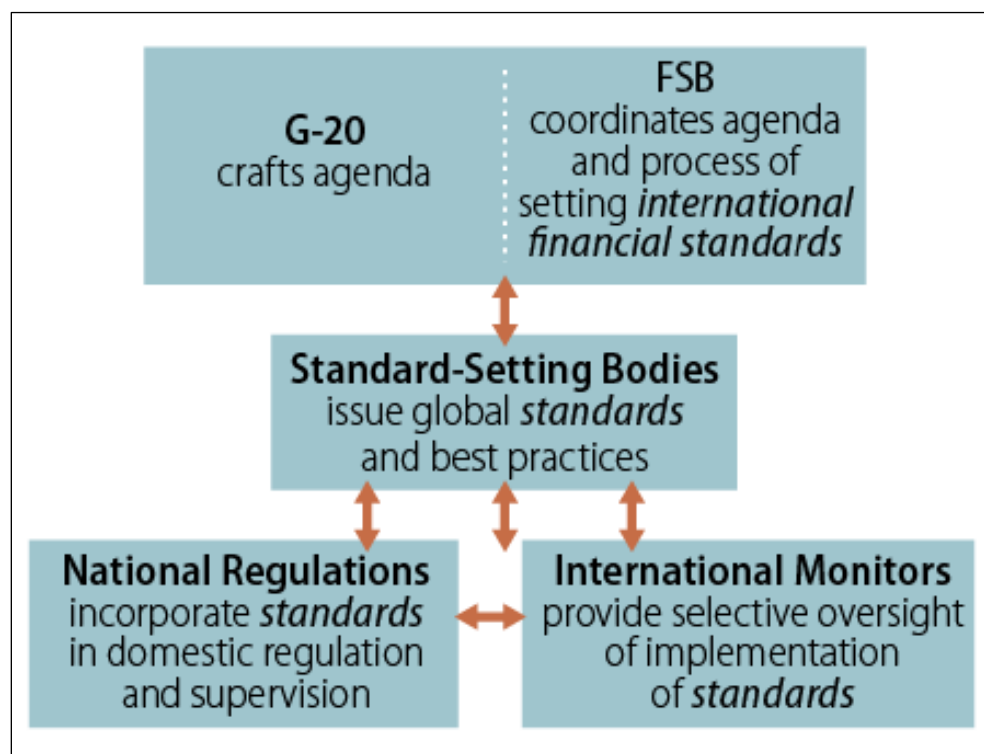 G-20
crafts agenda
FSB
coordinates agenda
and process of
setting international
financial standards
Standard-Setting Bodies
issue global standards
and best practices
National Regulations
incorporate standards
in domestic regulation
and supervision
International Monitors
provide selective oversight
of implementation
of standards